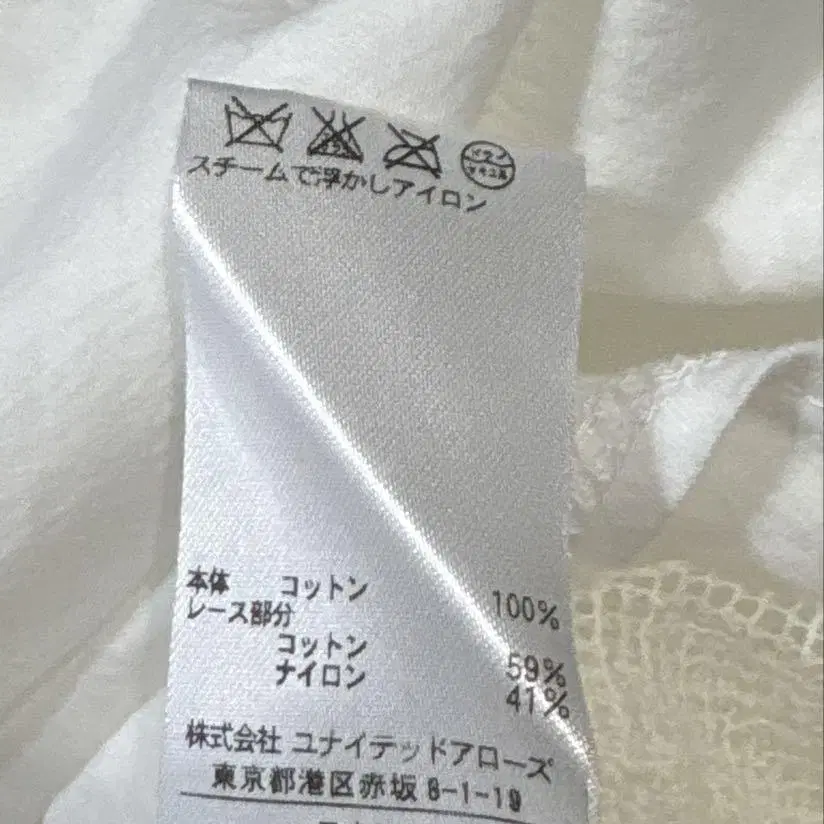 スチームで浮かしアイロン
本体 コットン 100%
レース部分
コットン 59%
ナイロン 41%
株式会社 ユナイテッドアローズ
東京都港区赤坂 8-1-19